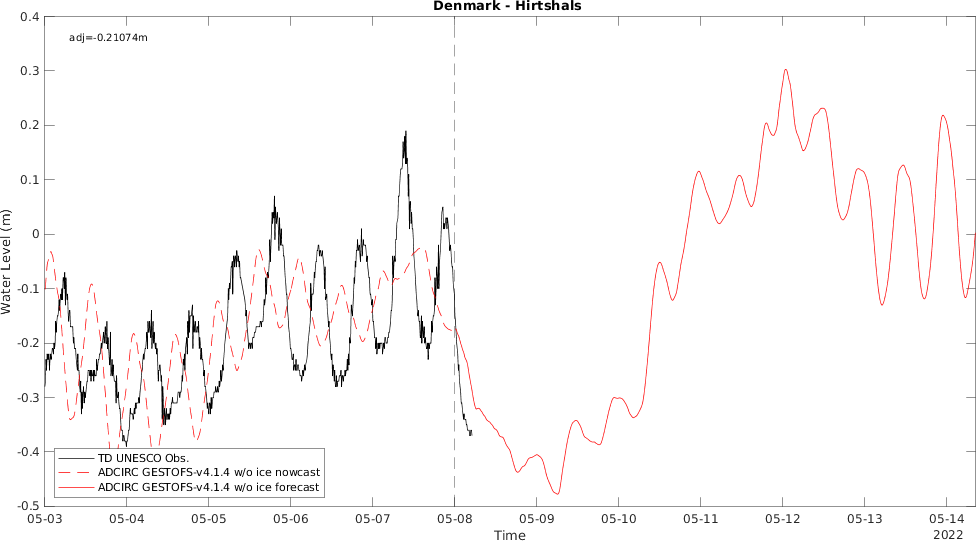 Denmark - Hirtshals
adj=-0.21074m
0.4
0.3
0.2
0.1
0
-0.1
-0.2
-0.3
-0.4
-0.5
Water Level (m)
TD UNESCO Obs.
ADCIRC GESTOFS-v4.1.4 w/o ice nowcast
ADCIRC GESTOFS-v4.1.4 w/o ice forecast
05-03 05-04 05-05 05-06 05-07 05-08 05-09 05-10 05-11 05-12 05-13 05-14
Time
2022